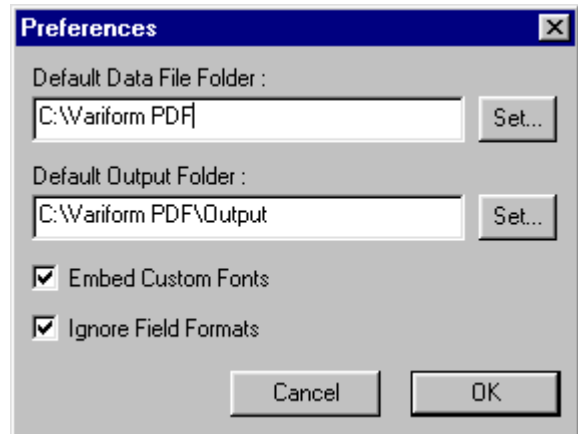 Preferences
Default Data File Folder :
C:\Variform PDF
Set...
Default Output Folder :
C:\Variform PDF\Output
Set...
Embed Custom Fonts
Ignore Field Formats
Cancel OK